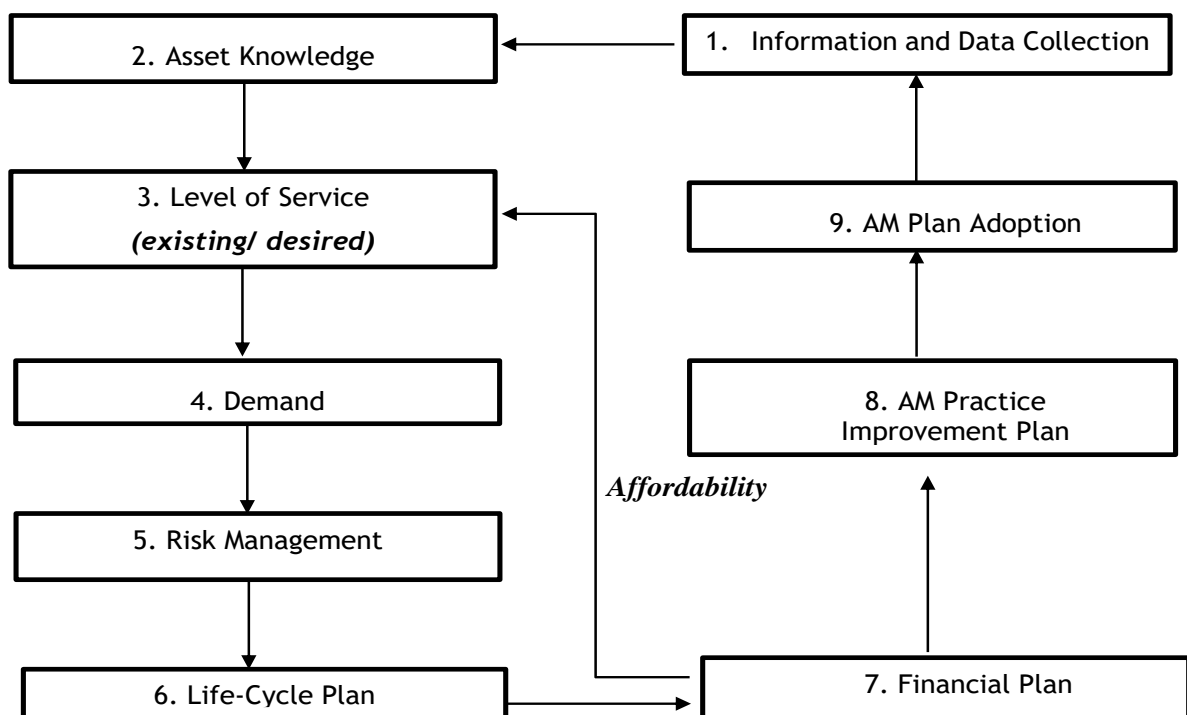 1. Information and Data Collection
2. Asset Knowledge
3. Level of Service
(existing/ desired)
4. Demand
5. Risk Management
6. Life-Cycle Plan
7. Financial Plan
Affordability
8. AM Practice
Improvement Plan
9. AM Plan Adoption